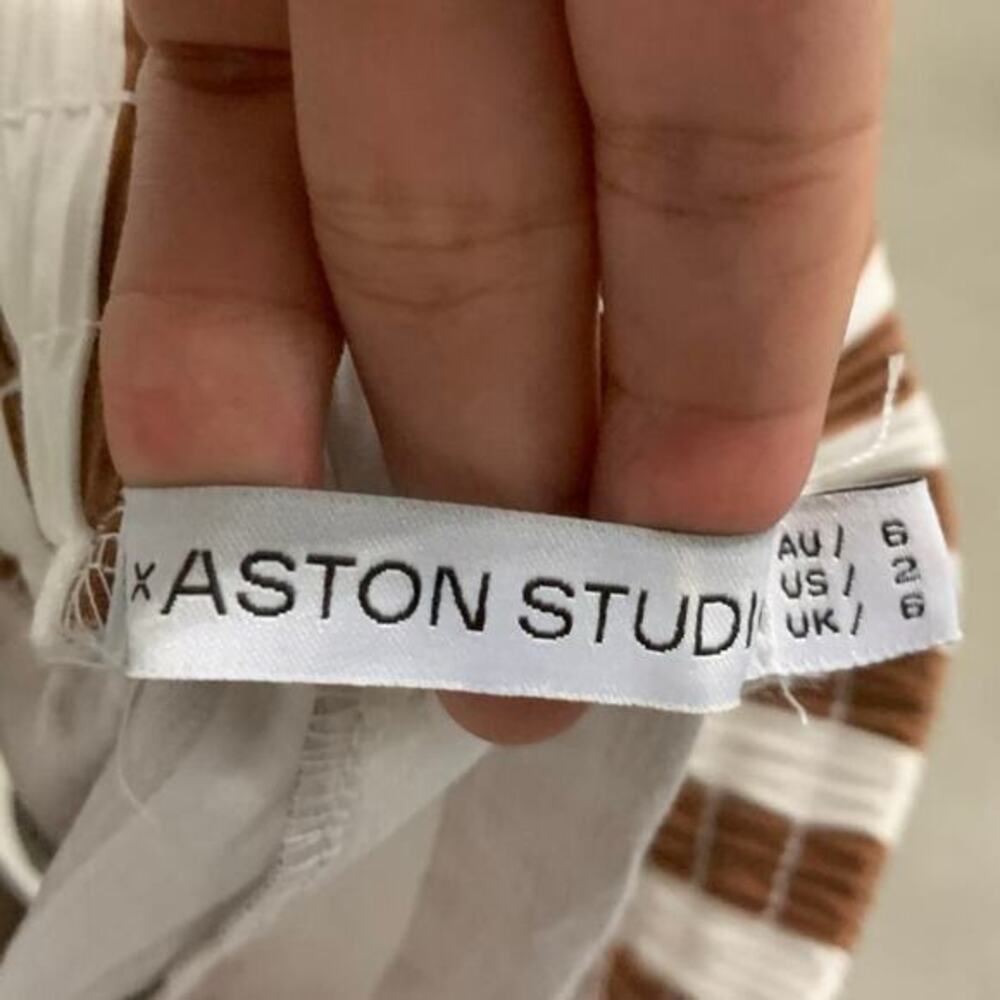 x ASTON STUDI
AU / 6
US / 2
UK / 6